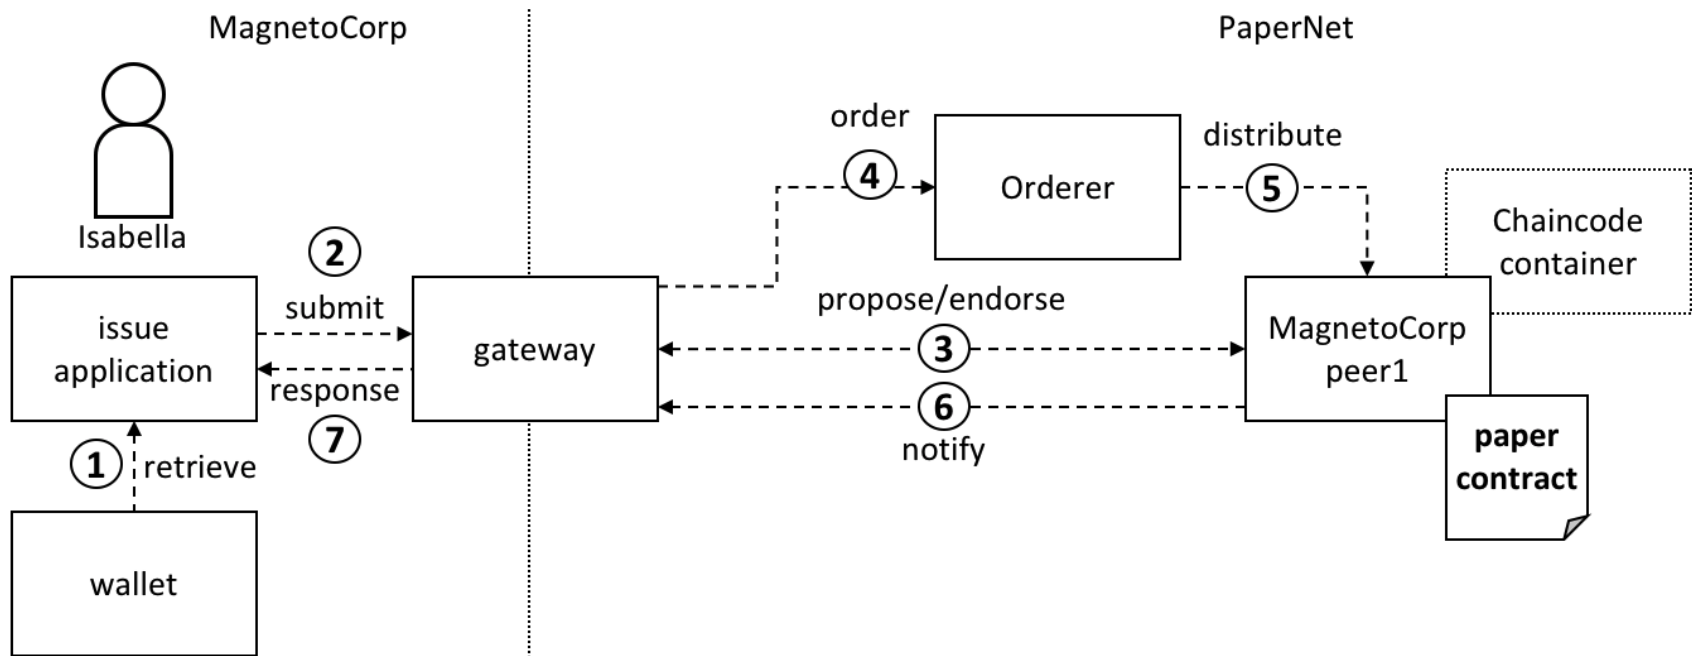 MagnetoCorp
PaperNet
Isabella
issue
application
1
retrieve
wallet
2
submit
response
7
gateway
order
4
Orderer
distribute
5
propose/endorse
3
6
notify
Chaincode
container
MagnetoCorp
peer1
paper
contract